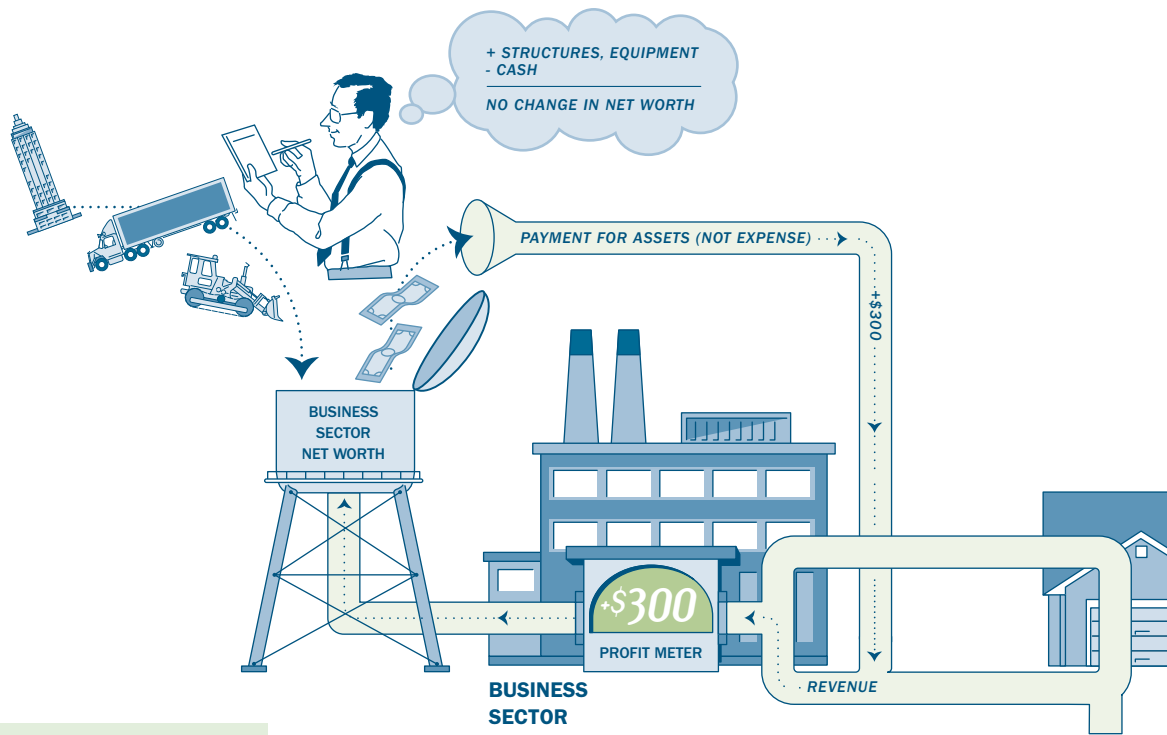 + STRUCTURES, EQUIPMENT
- CASH
NO CHANGE IN NET WORTH
PAYMENT FOR ASSETS (NOT EXPENSE)
+$300
BUSINESS
SECTOR
NET WORTH
+$300
PROFIT METER
REVENUE
BUSINESS
SECTOR